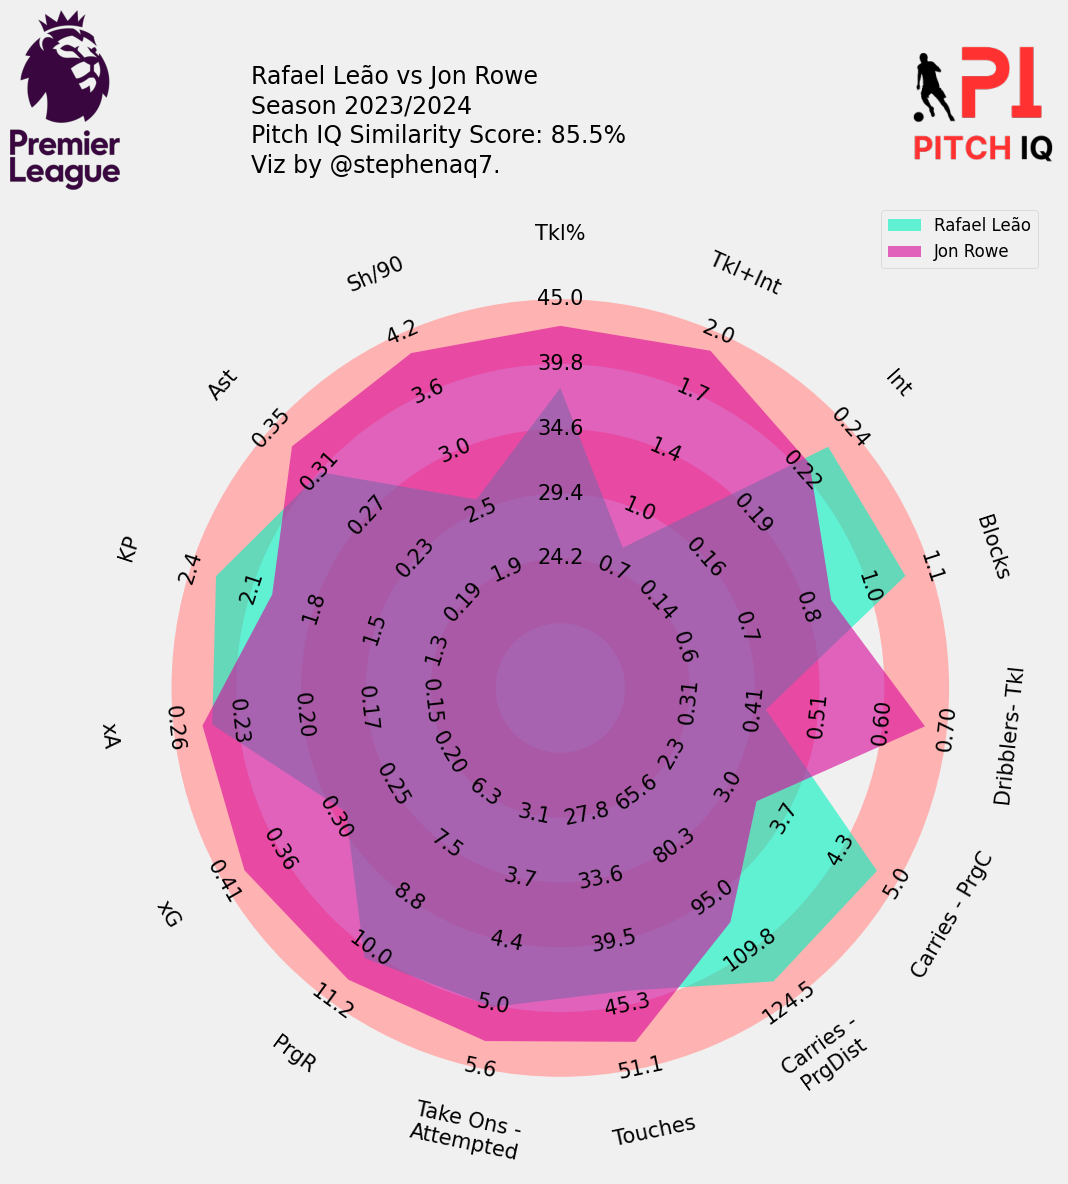 Premier
League
Rafael Leão vs Jon Rowe
Season 2023/2024
Pitch IQ Similarity Score: 85.5%
Viz by @stephenaq7.
PI
PITCH IQ
Rafael Leão
Jon Rowe
Tkl%
45.0
39.8
34.6
29.4
24.2
Tkl+Int
2.0
1.7
1.4
1.0
0.7
Int
0.24
0.22
0.19
0.16
0.14
Blocks
1.1
1.0
0.8
0.7
0.6
Dribblers- Tkl
0.70
0.60
0.51
0.41
0.31
Carries - PrgC
5.0
4.3
3.7
3.0
2.3
Carries -
PrgDist
124.5
109.8
95.0
80.3
65.6
Touches
51.1
45.3
39.5
33.6
27.8
Take Ons -
Attempted
5.6
5.0
4.4
3.7
3.1
PrgR
11.2
10.0
8.8
7.5
6.3
xG
0.41
0.36
0.30
0.25
0.20
xA
0.26
0.23
0.20
0.17
0.15
KP
2.4
2.1
1.8
1.5
1.3
Ast
0.35
0.31
0.27
0.23
0.19
Sh/90
4.2
3.6
3.0
2.5
1.9